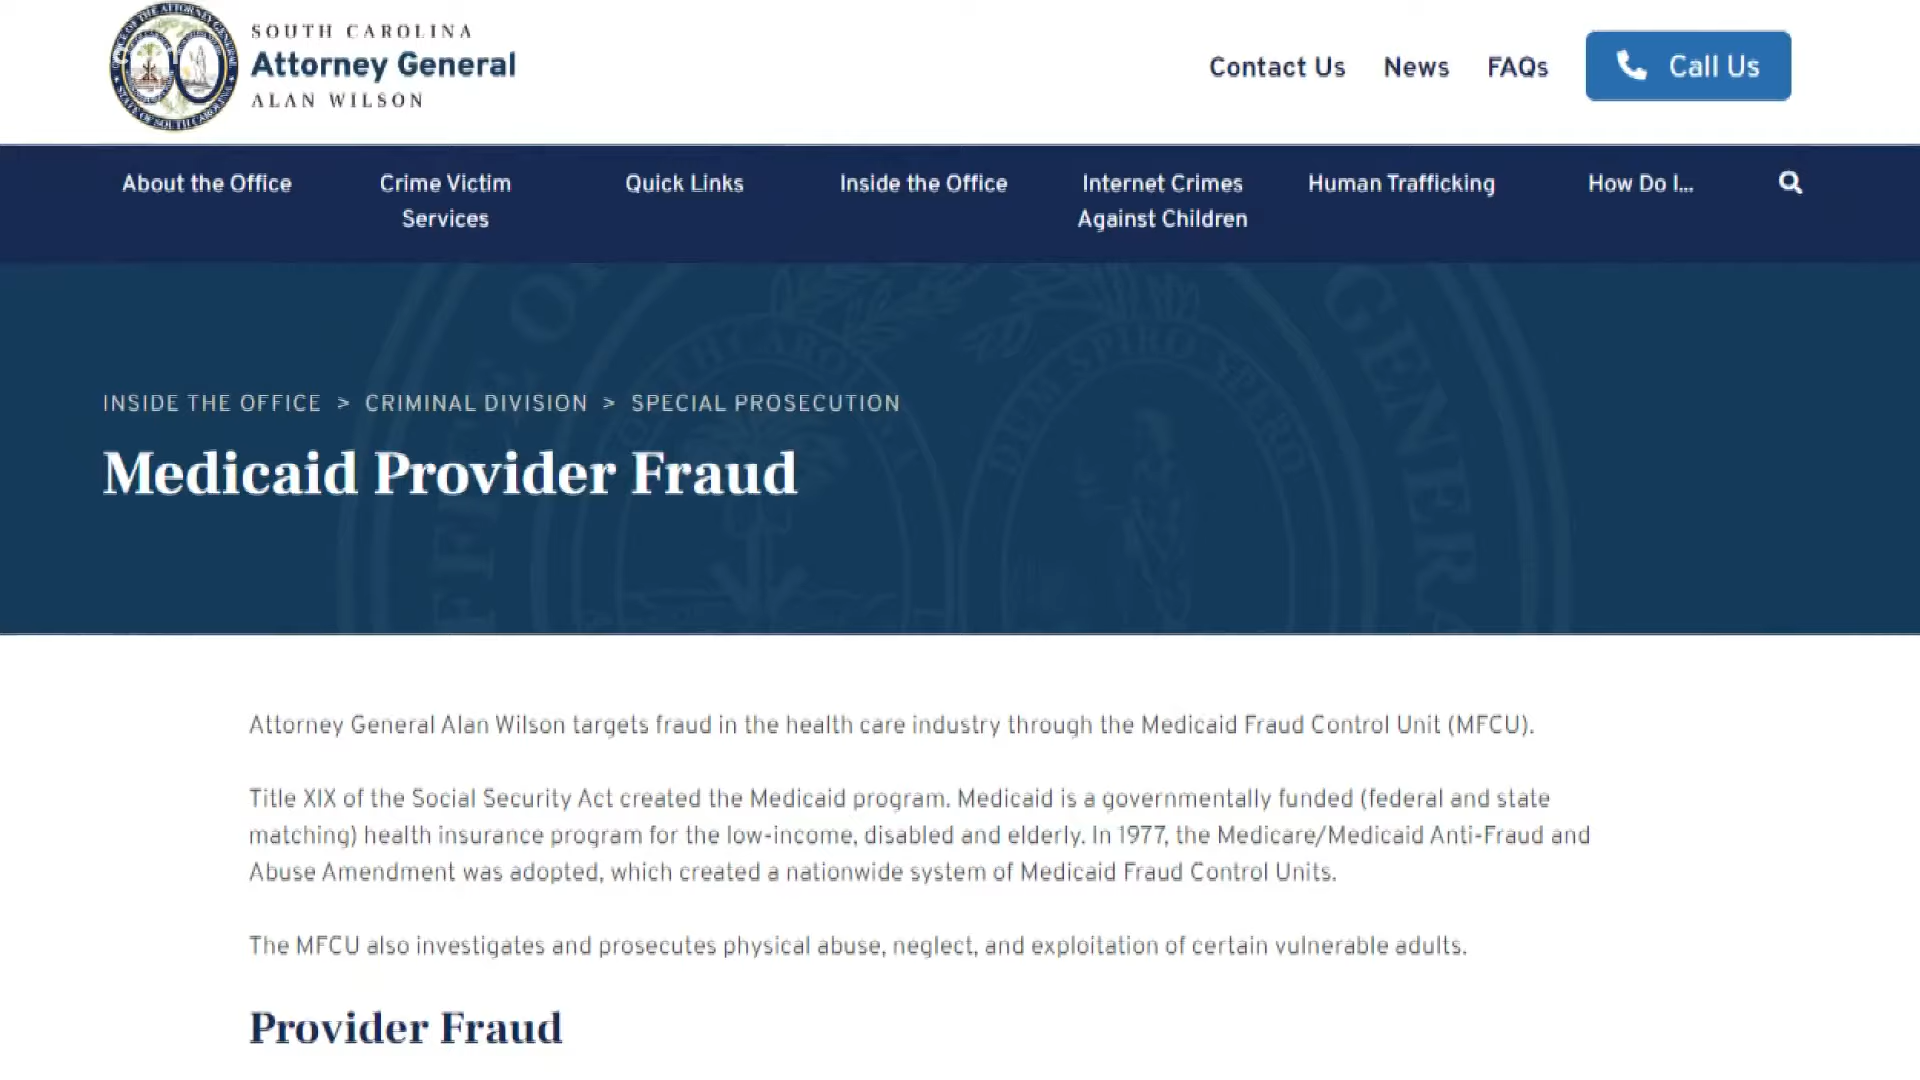 SOUTH CAROLINA
Attorney General
ALAN WILSON
Contact Us
News
FAQs
Call Us
About the Office
Crime Victim
Services
Quick Links
Inside the Office
Internet Crimes
Against Children
Human Trafficking
How Do I...
INSIDE THE OFFICE > CRIMINAL DIVISION > SPECIAL PROSECUTION
Medicaid Provider Fraud
SOUTH CAROL
DUM SPIRO SPERO
GENERA
Attorney General Alan Wilson targets fraud in the health care industry through the Medicaid Fraud Control Unit (MFCU).
Title XIX of the Social Security Act created the Medicaid program. Medicaid is a governmentally funded (federal and state
matching) health insurance program for the low-income, disabled and elderly. In 1977, the Medicare/Medicaid Anti-Fraud and
Abuse Amendment was adopted, which created a nationwide system of Medicaid Fraud Control Units.
The MFCU also investigates and prosecutes physical abuse, neglect, and exploitation of certain vulnerable adults.
Provider Fraud